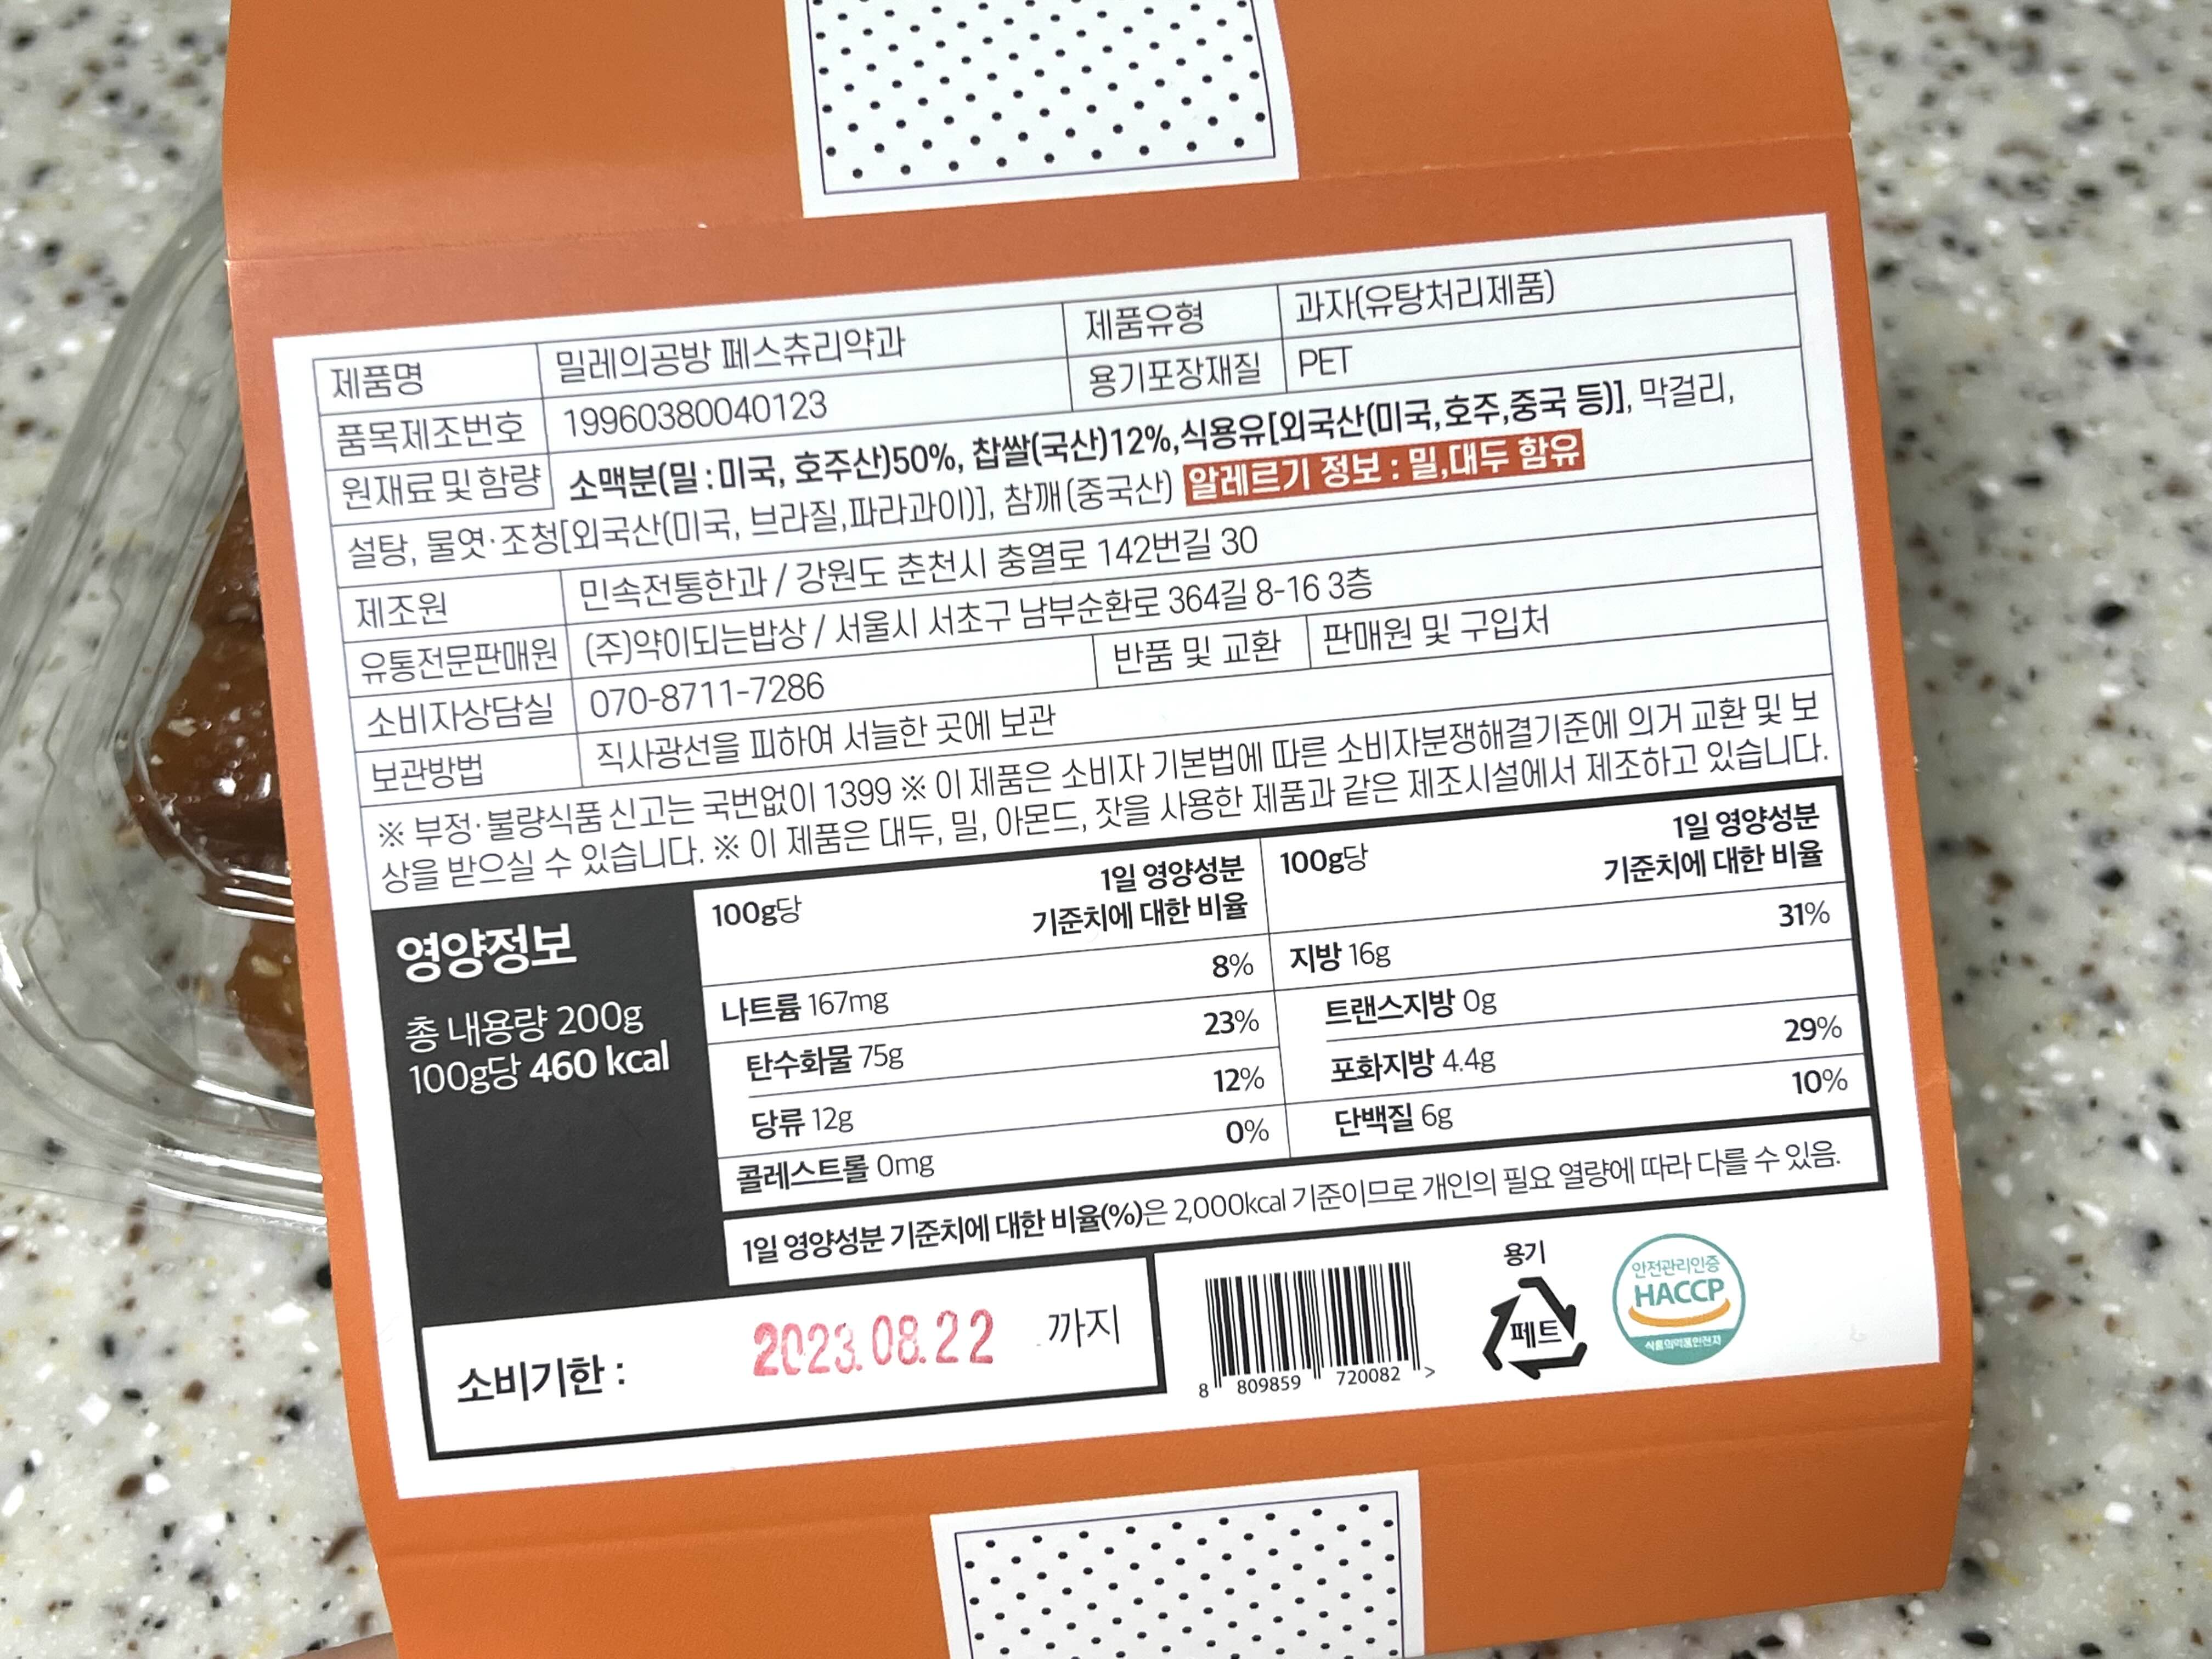 제품명 밀레의공방 페스츄리약과 제품유형 과자(유탕처리제품)
품목제조번호 19960380040123 용기포장재질 PET
원재료 및 함량 소맥분(밀 : 미국, 호주산)50%, 찹쌀(국산)12%,식용유[외국산(미국,호주,중국 등)], 막걸리,
설탕, 물엿·조청[외국산(미국, 브라질,파라과이)], 참깨(중국산) 알레르기 정보 : 밀,대두 함유
제조원 민속전통한과 / 강원도 춘천시 충열로 142번길 30
유통전문판매원 (주)약이되는밥상 / 서울시 서초구 남부순환로 364길 8-16 3층
소비자상담실 070-8711-7286 반품 및 교환 판매원 및 구입처
보관방법 직사광선을 피하여 서늘한 곳에 보관
※ 부정·불량식품 신고는 국번없이 1399 ※ 이 제품은 소비자 기본법에 따른 소비자분쟁해결기준에 의거 교환 및 보
상을 받으실 수 있습니다. ※ 이 제품은 대두, 밀, 아몬드, 잣을 사용한 제품과 같은 제조시설에서 제조하고 있습니다.
영양정보
총 내용량 200g
100g당 460 kcal
100g당 1일 영양성분
기준치에 대한 비율
나트륨 167mg 8%
탄수화물 75g 23%
당류 12g 12%
콜레스트롤 0mg 0%
100g당 1일 영양성분
기준치에 대한 비율
지방 16g 31%
트랜스지방 0g
포화지방 4.4g 29%
단백질 6g 10%
1일 영양성분 기준치에 대한 비율(%)은 2,000kcal 기준이므로 개인의 필요 열량에 따라 다를 수 있음.
소비기한 : 2023.08.22 까지
8 809859 720082 >
용기
페트
안전관리인증
HACCP
식품의약품안전처